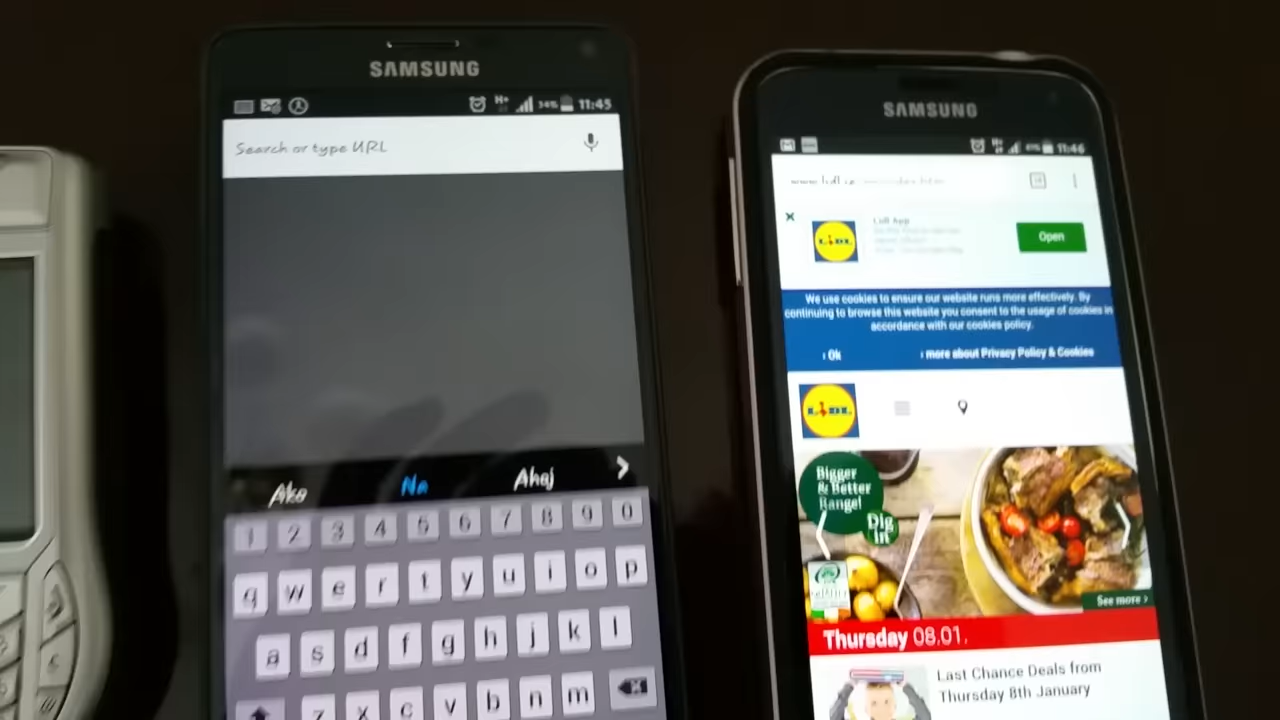 SAMSUNG
H+
34%
11:45
Search or type URL
Ako
Na
Ahoj
1 2 3 4 5 6 7 8 9 0
q w e r t y u i o p
a s d f g h j k l
z x c v b n m
SAMSUNG
11:46
Lidl App
LIDL
Open
We use cookies to ensure our website runs more effectively. By
continuing to browse this website you consent to the usage of cookies in
accordance with our cookies policy.
› Ok
› more about Privacy Policy & Cookies
LIDL
Bigger
& Better
Range!
Dig
in
See more ›
Thursday 08.01.
Last Chance Deals from
Thursday 8th January